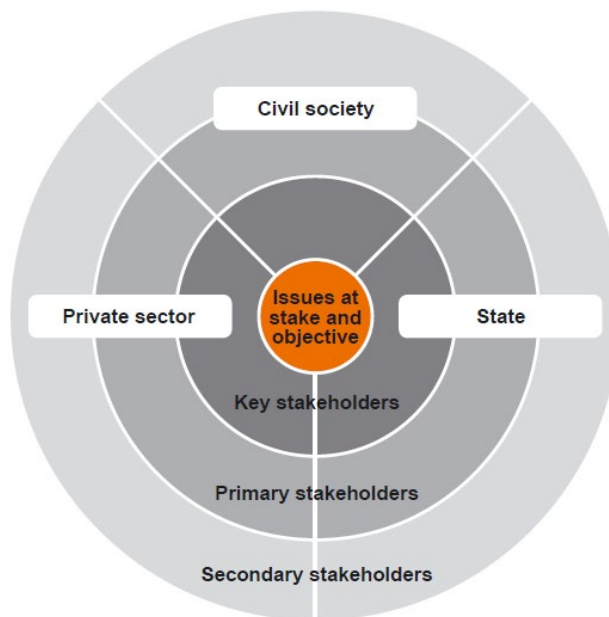 Civil society
Private sector
Issues at
stake and
objective
State
Key stakeholders
Primary stakeholders
Secondary stakeholders